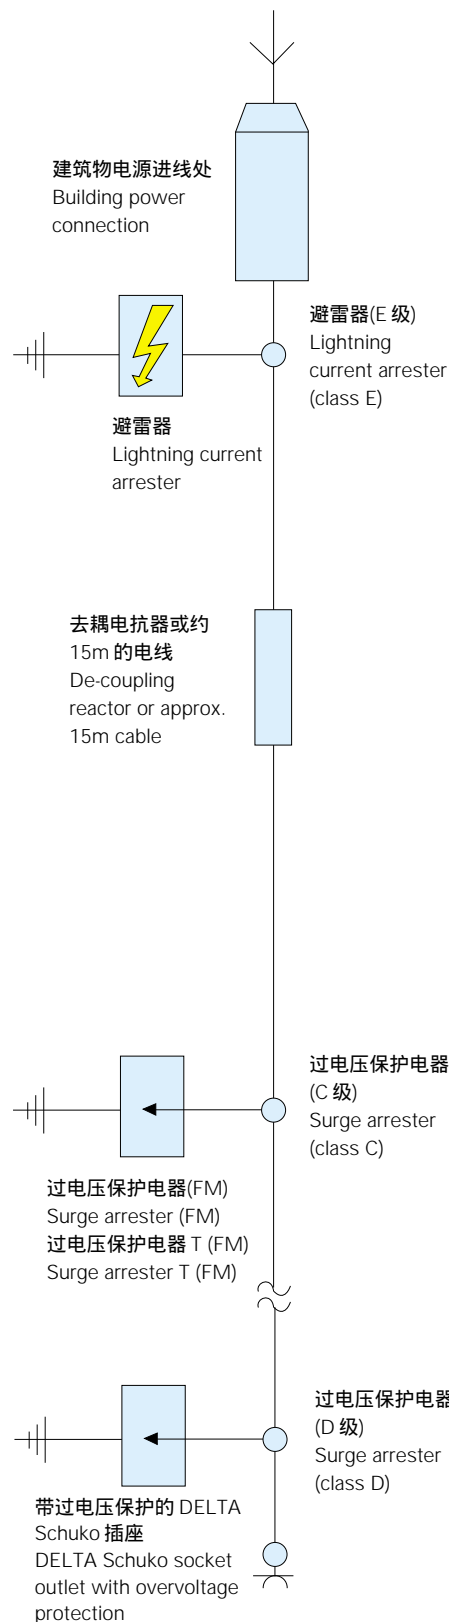 建筑物电源进线处
Building power
connection
避雷器(E 级)
Lightning
current arrester
(class E)
避雷器
Lightning current
arrester
去耦电抗器或约
15m 的电线
De-coupling
reactor or approx.
15m cable
过电压保护电器
(C 级)
Surge arrester
(class C)
过电压保护电器(FM)
Surge arrester (FM)
过电压保护电器 T (FM)
Surge arrester T (FM)
过电压保护电器
(D 级)
Surge arrester
(class D)
带过电压保护的 DELTA
Schuko 插座
DELTA Schuko socket
outlet with overvoltage
protection